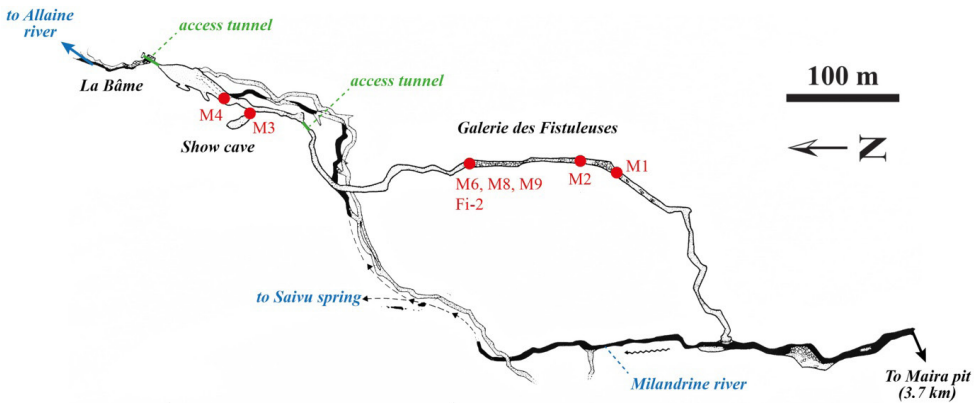 to Allaine
river
access tunnel
La Bâme
access tunnel
100 m
M4
M3
Show cave
Galerie des Fistuleuses
N
M6, M8, M9
Fi-2
M2
M1
to Saivu spring
Milandrine river
To Maira pit
(3.7 km)